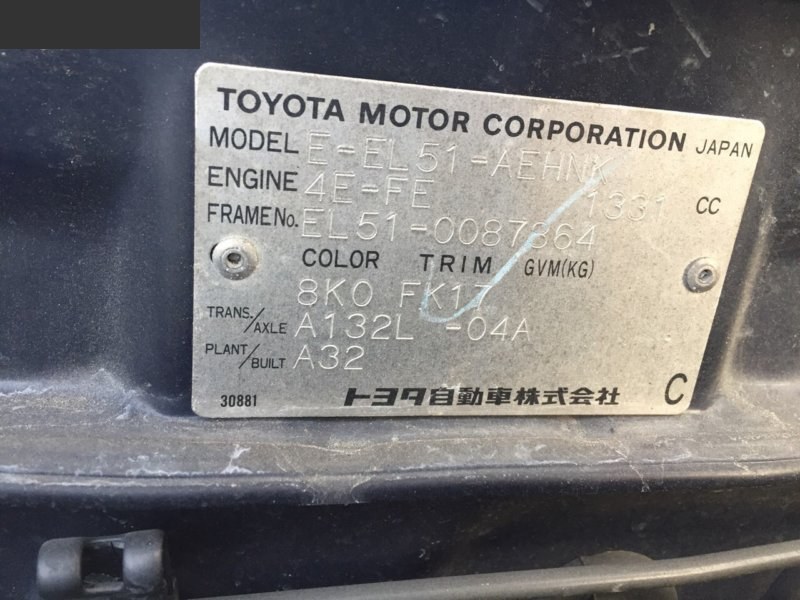 TOYOTA MOTOR CORPORATION JAPAN
MODEL E-EL51-AEHNK
ENGINE 4E-FE 1331 CC
FRAME No. EL51-0087864
COLOR TRIM GVM(KG)
8K0 FK17
TRANS./AXLE A132L -04A
PLANT/BUILT A32
30881 トヨタ自動車株式会社 C